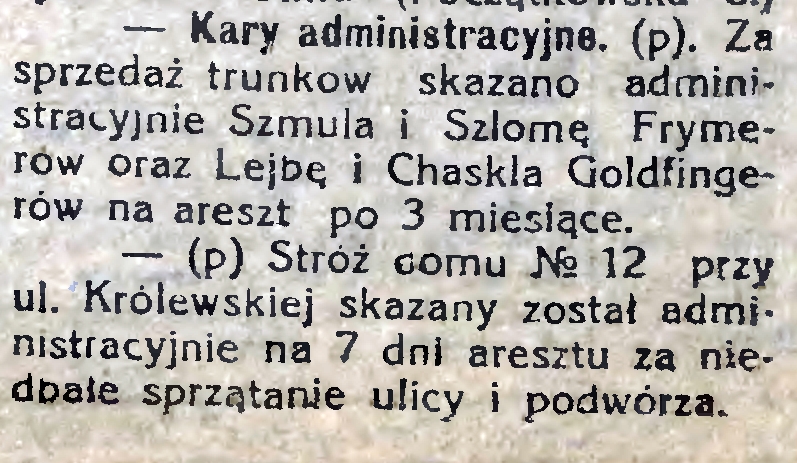 — Kary administracyjne. (p). Za
sprzedaż trunkow skazano admini-
stracyjnie Szmula i Szlomę Fryme-
row oraz Lejbę i Chaskla Goldfinge-
rów na areszt po 3 miesiące.
— (p) Stróż domu № 12 przy
ul. Królewskiej skazany został admi-
nistracyjnie na 7 dni aresztu za nie-
dbałe sprzątanie ulicy i podwórza.